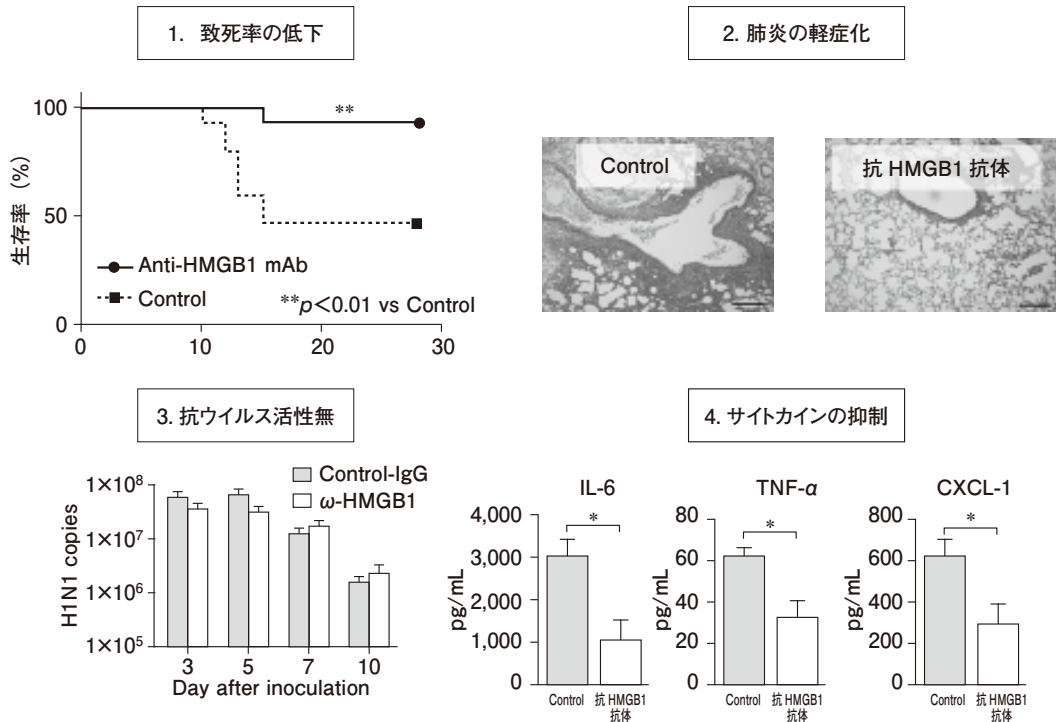 1. 致死率の低下
生存率 (%)
100
50
0
**
Anti-HMGB1 mAb
Control
**p<0.01 vs Control
0 10 20 30
2. 肺炎の軽症化
Control
抗 HMGB1 抗体
3. 抗ウイルス活性無
H1N1 copies
1×10⁸
1×10⁷
1×10⁶
1×10⁵
Control-IgG
ω-HMGB1
3 5 7 10
Day after inoculation
4. サイトカインの抑制
IL-6
pg/mL
4,000
3,000
2,000
1,000
0
*
Control 抗 HMGB1
抗体
TNF-α
pg/mL
80
60
40
20
0
*
Control 抗 HMGB1
抗体
CXCL-1
pg/mL
800
600
400
200
0
*
Control 抗 HMGB1
抗体